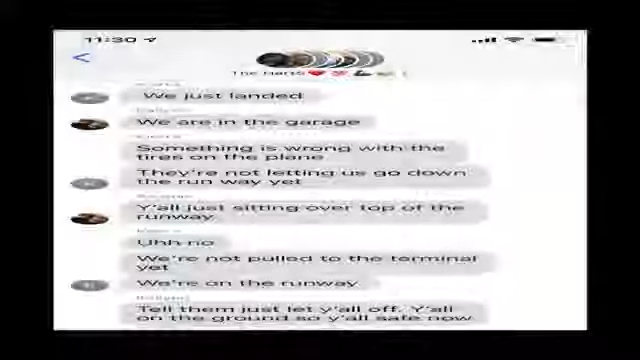 11:30
The Harts
We just landed
We are in the garage
Something is wrong with the
tires on the plane
They're not letting us go down
the run way yet
Y'all just sitting over top of the
runway
Uhh no
We're not pulled to the terminal
yet
We're on the runway
Tell them just let y'all off. Y'all
on the ground so y'all safe now